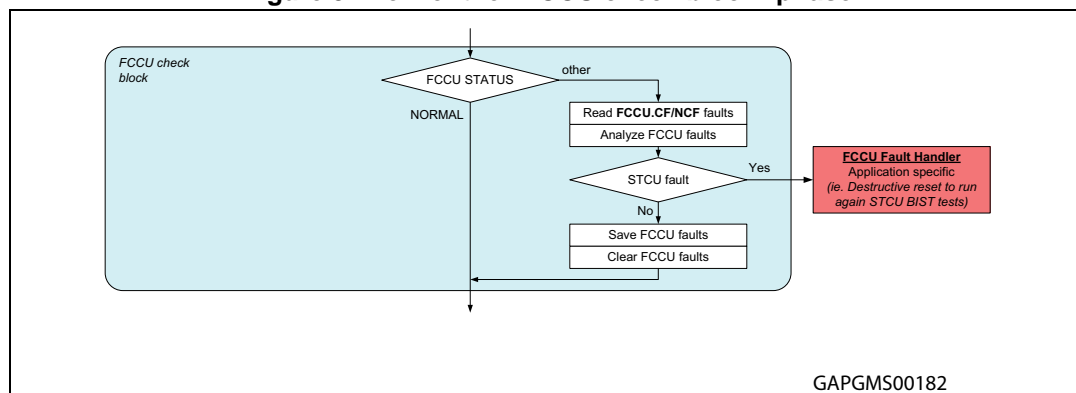 FCCU check
block
FCCU STATUS
other
NORMAL
Read FCCU.CF/NCF faults
Analyze FCCU faults
STCU fault
Yes
No
Save FCCU faults
Clear FCCU faults
FCCU Fault Handler
Application specific
(ie. Destructive reset to run
again STCU BIST tests)
GAPGMS00182